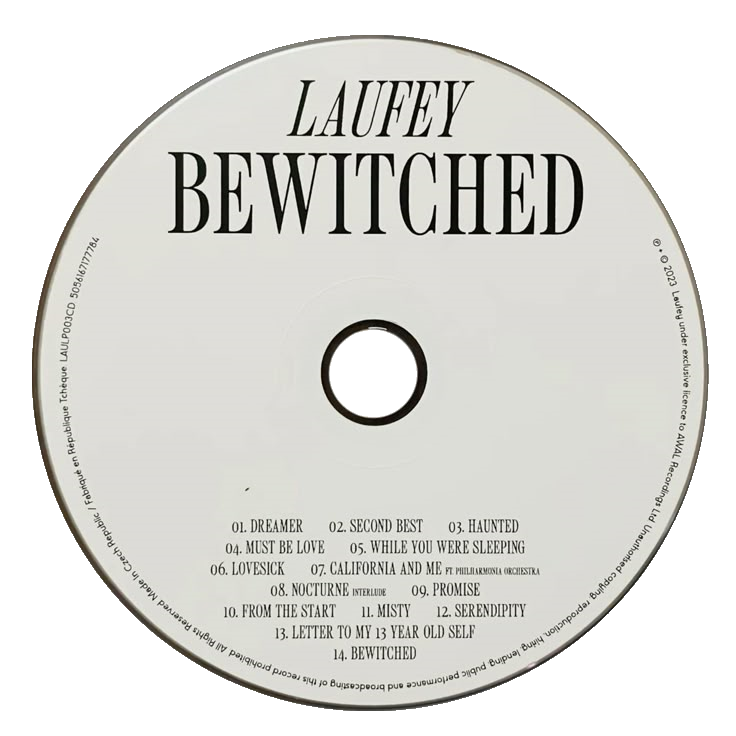 LAUFEY
BEWITCHED
01. DREAMER 02. SECOND BEST 03. HAUNTED
04. MUST BE LOVE 05. WHILE YOU WERE SLEEPING
06. LOVESICK 07. CALIFORNIA AND ME FT. PHILHARMONIA ORCHESTRA
08. NOCTURNE INTERLUDE 09. PROMISE
10. FROM THE START 11. MISTY 12. SERENDIPITY
13. LETTER TO MY 13 YEAR OLD SELF
14. BEWITCHED
℗ + © 2023 Laufey under exclusive licence to AWAL Recordings Ltd Unauthorised copying, reproduction, hiring, lending, public performance and broadcasting of this record prohibited All Rights Reserved Made in Czech Republic / Fabriqué en République Tchèque LAULP003CD 5056167177784